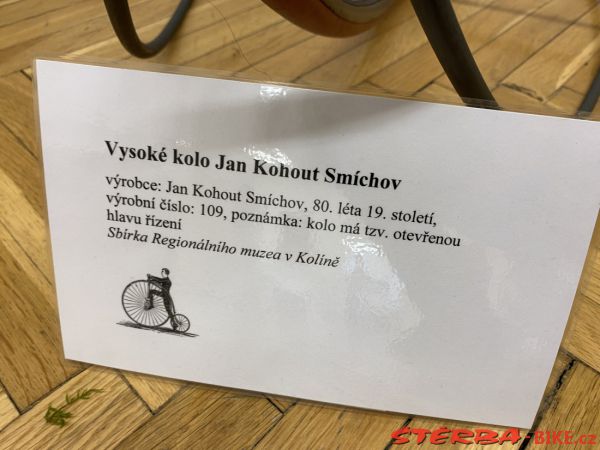 Vysoké kolo Jan Kohout Smíchov
výrobce: Jan Kohout Smíchov, 80. léta 19. století,
výrobní číslo: 109, poznámka: kolo má tzv. otevřenou
hlavu řízení
Sbírka Regionálního muzea v Kolíně
ŠTĚRBA-BIKE.cz